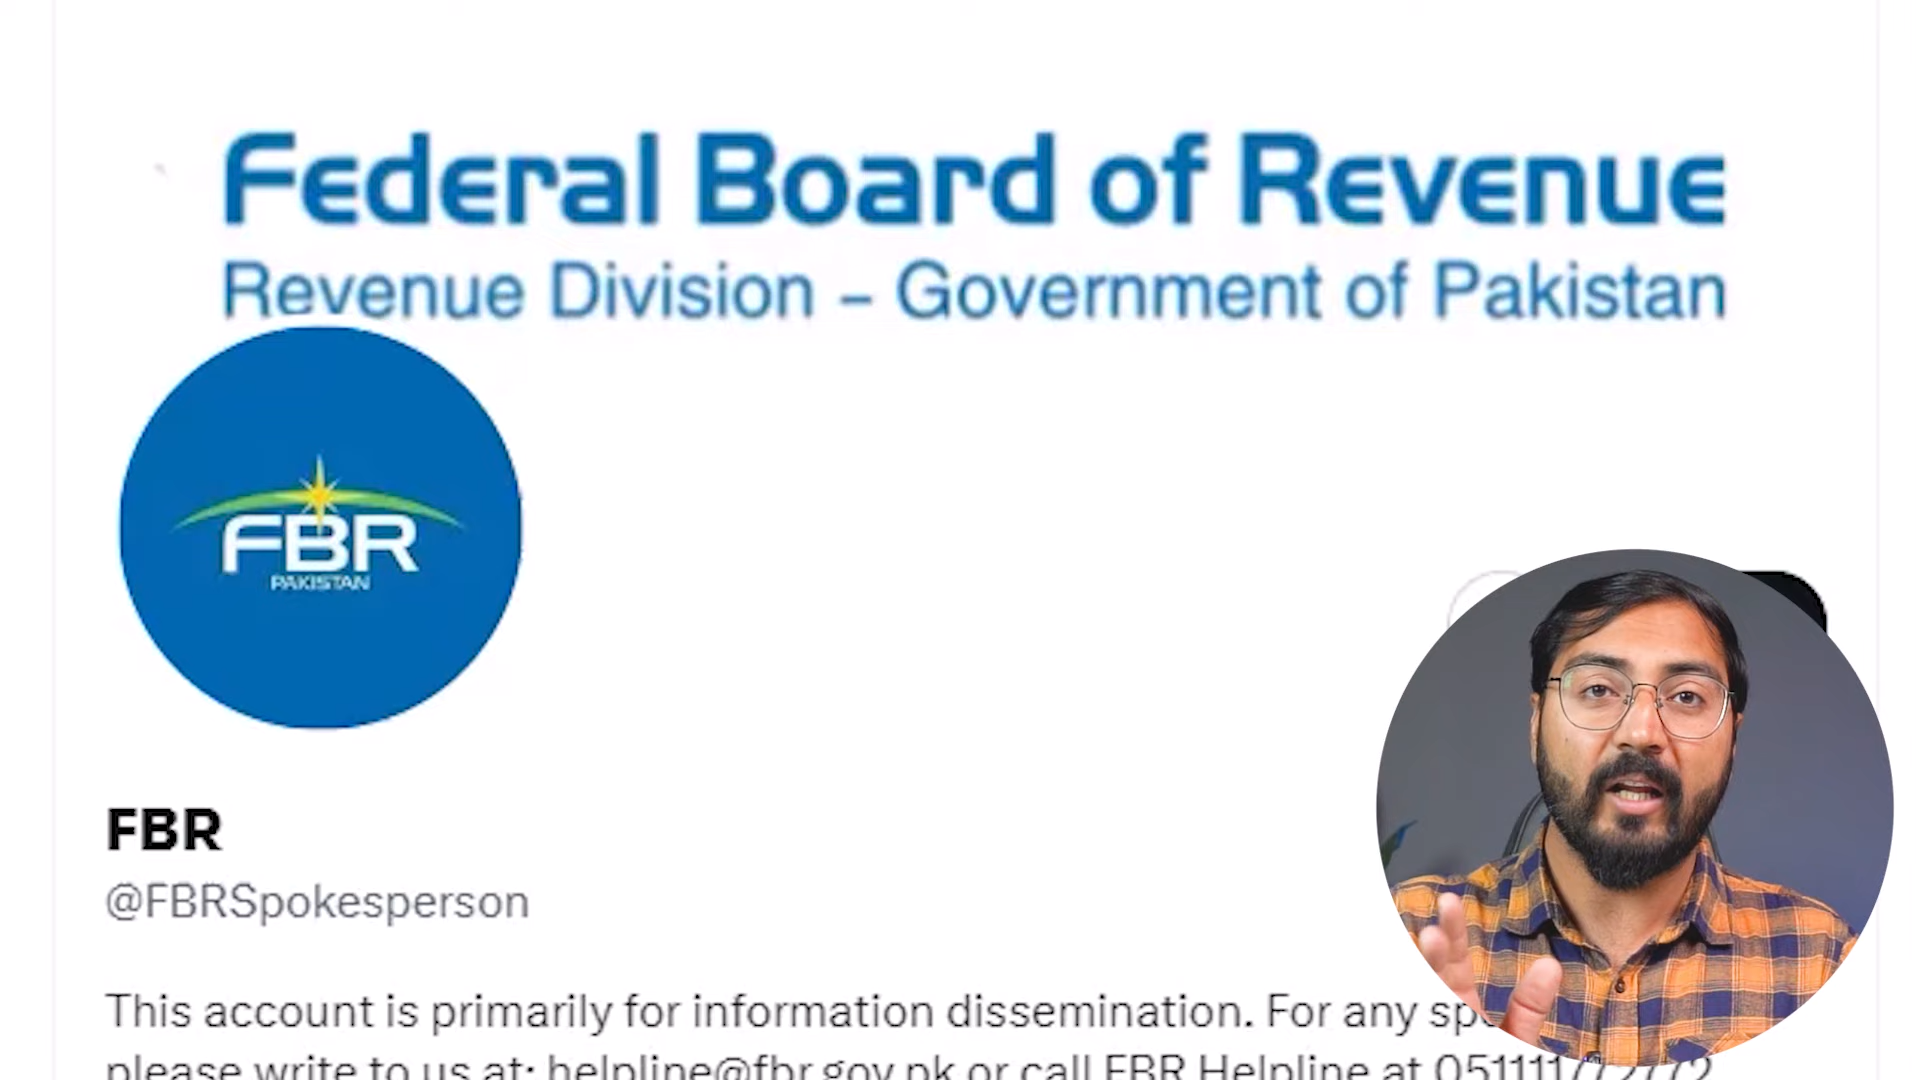 Federal Board of Revenue
Revenue Division – Government of Pakistan
FBR
PAKISTAN
FBR
@FBRSpokesperson
This account is primarily for information dissemination. For any
please write to us at: helpline@fbr.gov.pk or call FBR Helpline at 051111772772